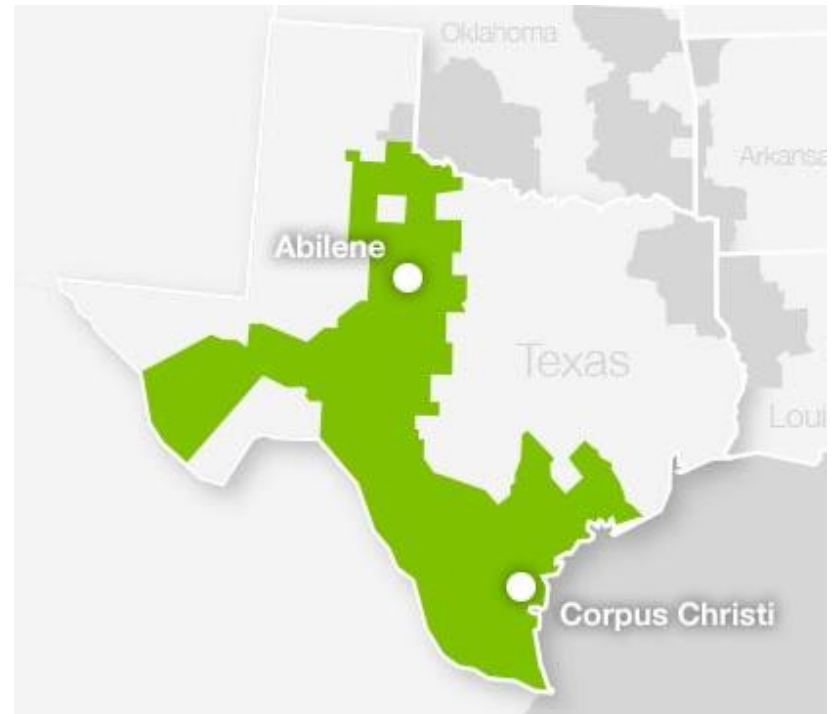 Oklahoma
Arkansa
Abilene
Texas
Loui
Corpus Christi